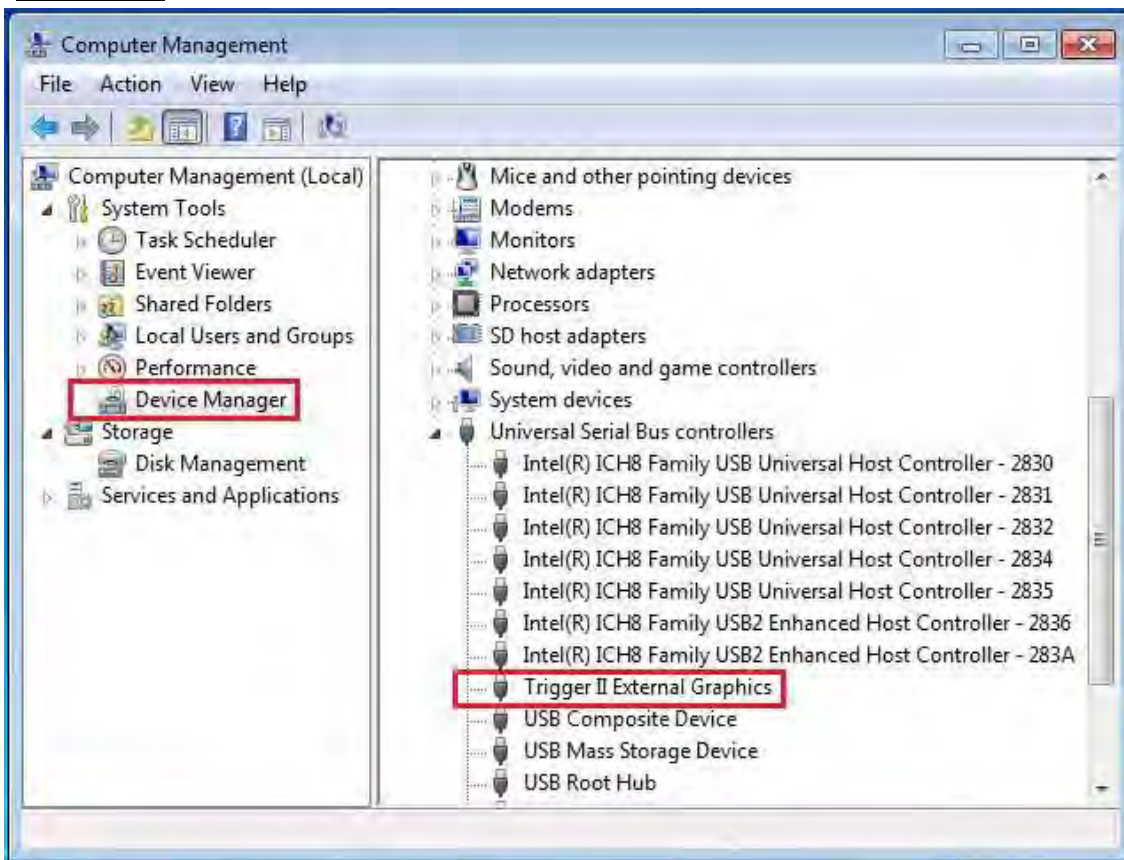 Computer Management
File Action View Help
Computer Management (Local)
System Tools
Task Scheduler
Event Viewer
Shared Folders
Local Users and Groups
Performance
Device Manager
Storage
Disk Management
Services and Applications
Mice and other pointing devices
Modems
Monitors
Network adapters
Processors
SD host adapters
Sound, video and game controllers
System devices
Universal Serial Bus controllers
Intel(R) ICH8 Family USB Universal Host Controller - 2830
Intel(R) ICH8 Family USB Universal Host Controller - 2831
Intel(R) ICH8 Family USB Universal Host Controller - 2832
Intel(R) ICH8 Family USB Universal Host Controller - 2834
Intel(R) ICH8 Family USB Universal Host Controller - 2835
Intel(R) ICH8 Family USB2 Enhanced Host Controller - 2836
Intel(R) ICH8 Family USB2 Enhanced Host Controller - 283A
Trigger II External Graphics
USB Composite Device
USB Mass Storage Device
USB Root Hub